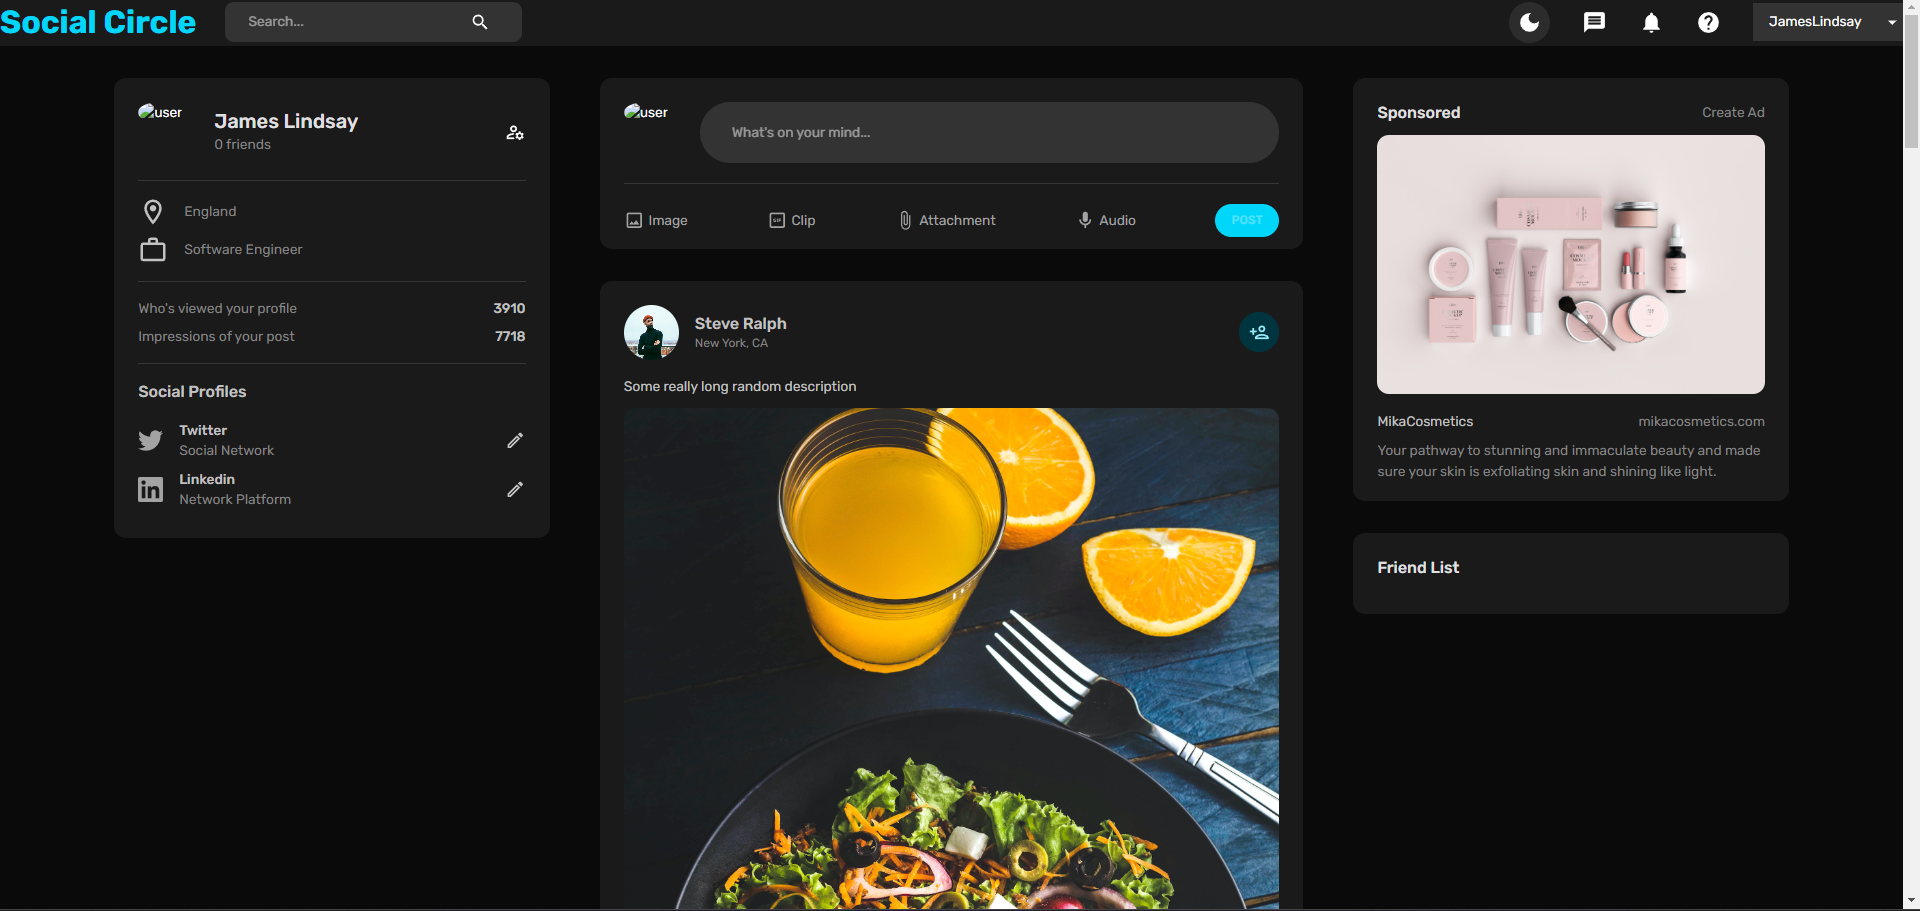 Social Circle
Search...
JamesLindsay
user
James Lindsay
0 friends
England
Software Engineer
Who's viewed your profile 3910
Impressions of your post 7718
Social Profiles
Twitter
Social Network
Linkedin
Network Platform
user
What's on your mind...
Image
GIF
Clip
Attachment
Audio
POST
Steve Ralph
New York, CA
Some really long random description
Sponsored
Create Ad
MikaCosmetics
mikacosmetics.com
Your pathway to stunning and immaculate beauty and made
sure your skin is exfoliating skin and shining like light.
Friend List